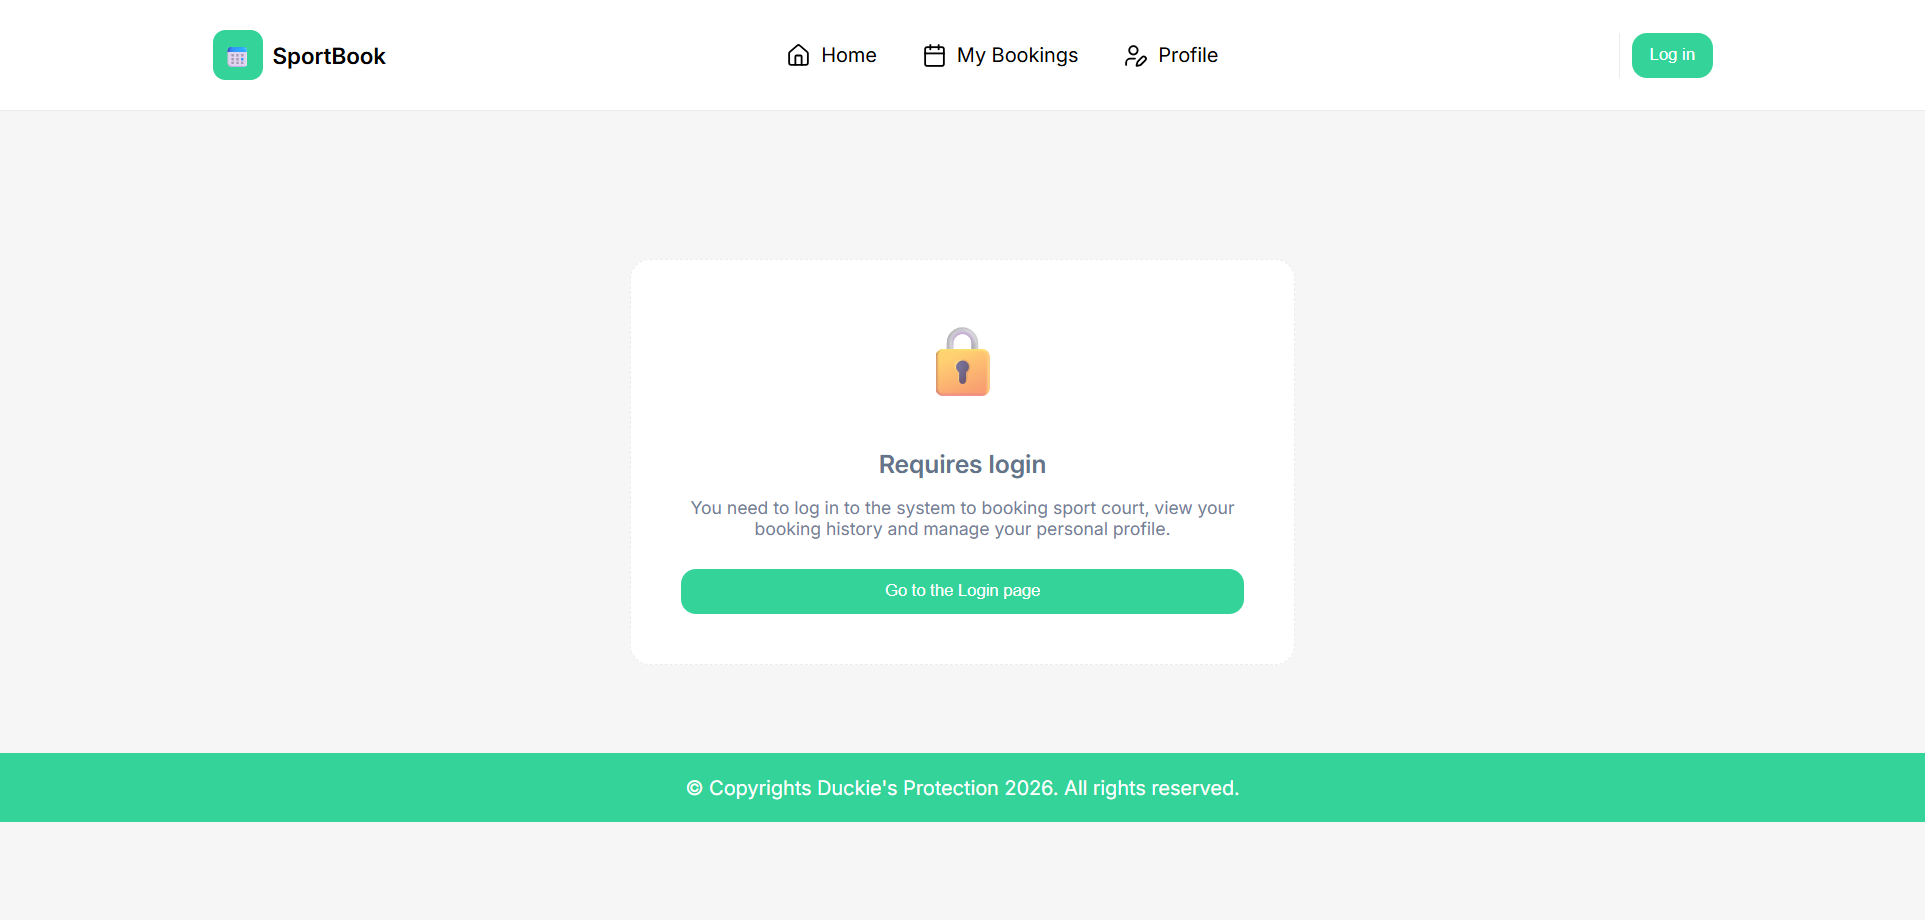 SportBook
Home
My Bookings
Profile
Log in
Requires login
You need to log in to the system to booking sport court, view your
booking history and manage your personal profile.
Go to the Login page
© Copyrights Duckie's Protection 2026. All rights reserved.